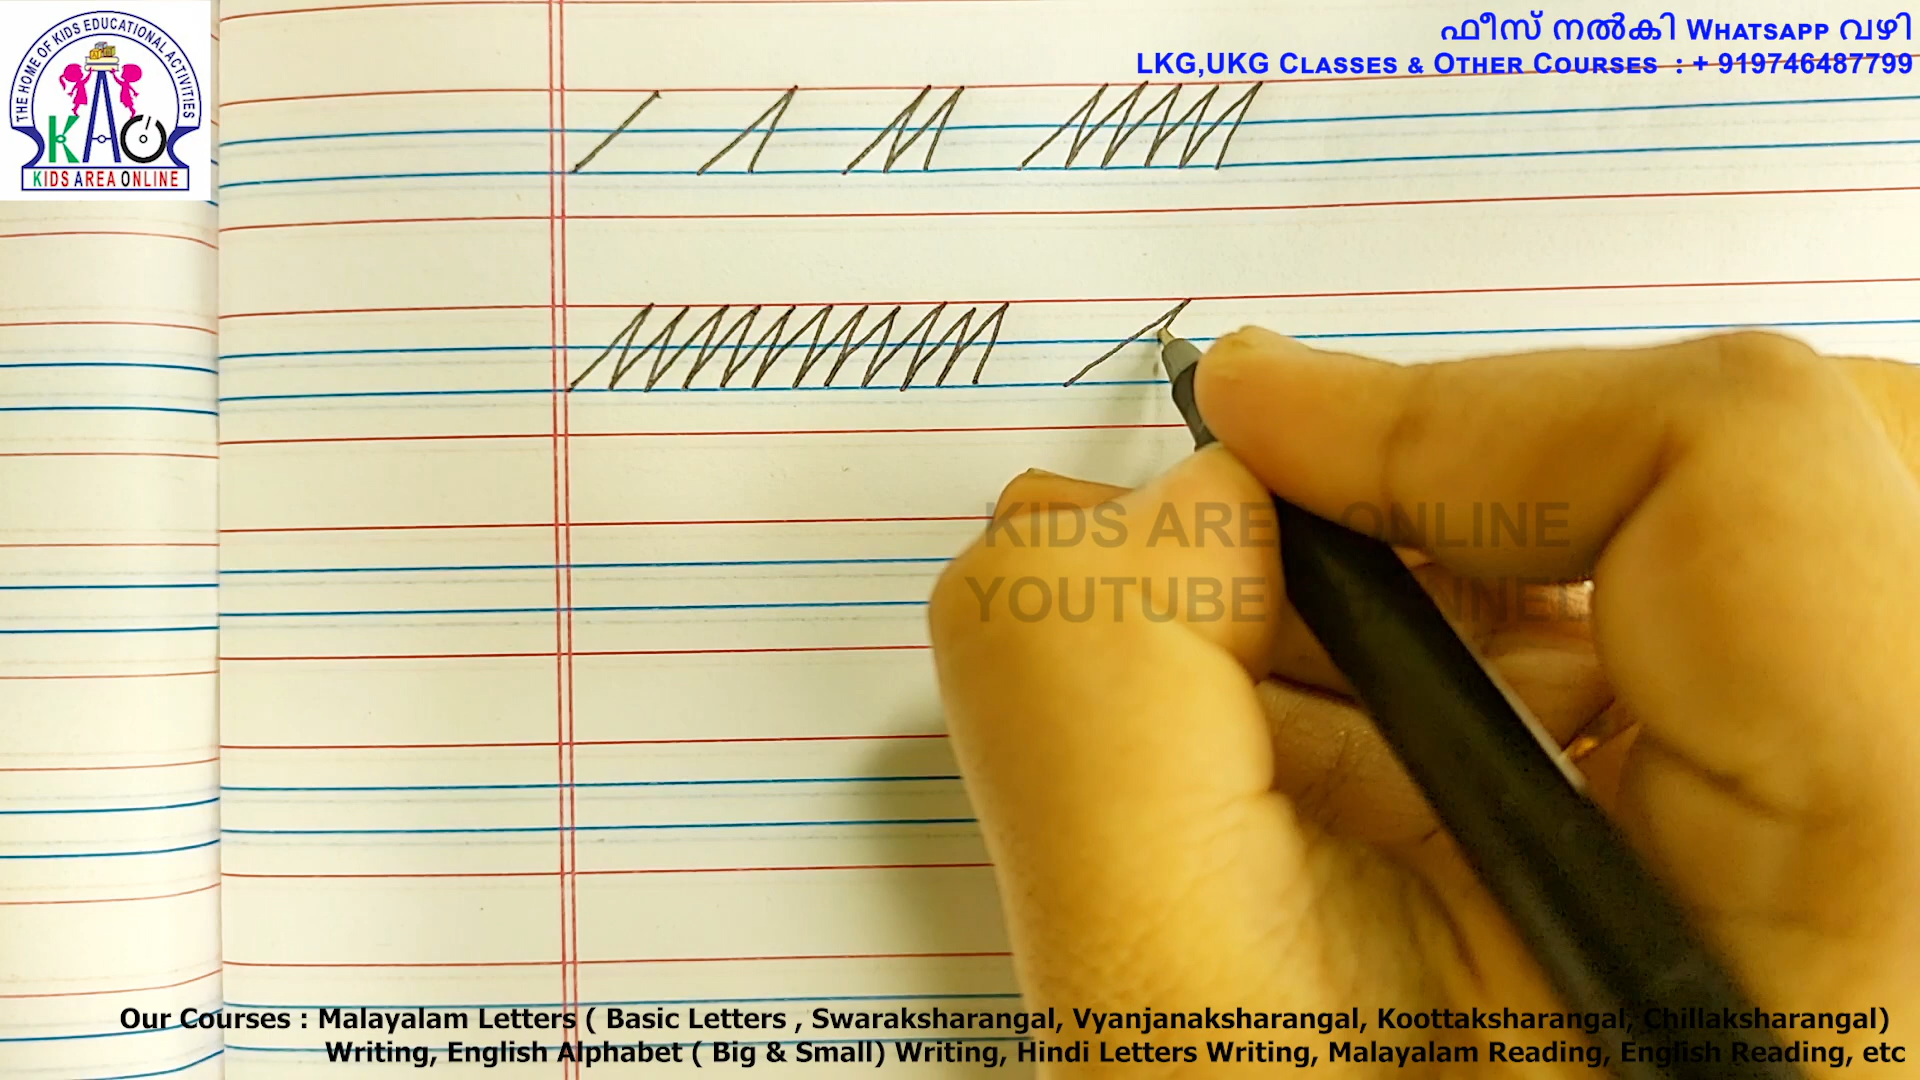 THE HOME OF KIDS EDUCATIONAL ACTIVITIES
KAO
KIDS AREA ONLINE
ഫീസ് നൽകി WHATSAPP വഴി
LKG,UKG CLASSES & OTHER COURSES : + 919746487799
KIDS AREA ONLINE
YOUTUBE CHANNEL
Our Courses : Malayalam Letters ( Basic Letters , Swaraksharangal, Vyanjanaksharangal, Koottaksharangal, Chillaksharangal)
Writing, English Alphabet ( Big & Small) Writing, Hindi Letters Writing, Malayalam Reading, English Reading, etc